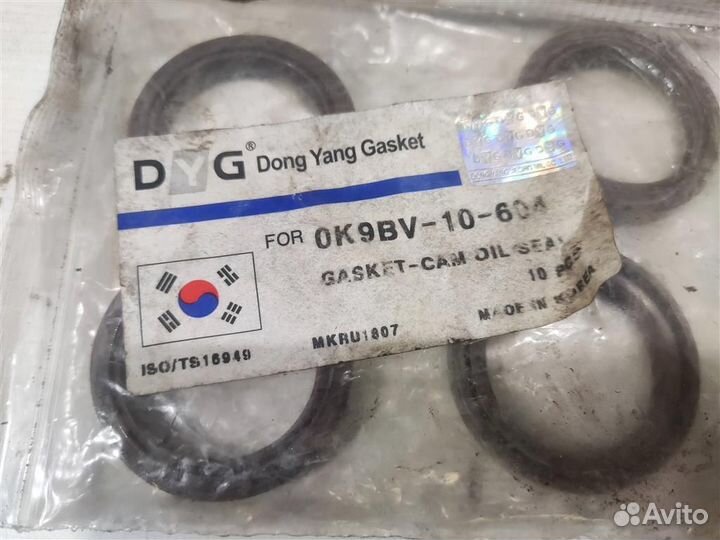 DYG® Dong Yang Gasket
FOR 0K9BV-10-604
GASKET-CAM OIL SEAL
10 PCS
MADE IN KOREA
MKRU1807
ISO/TS16949
Avito